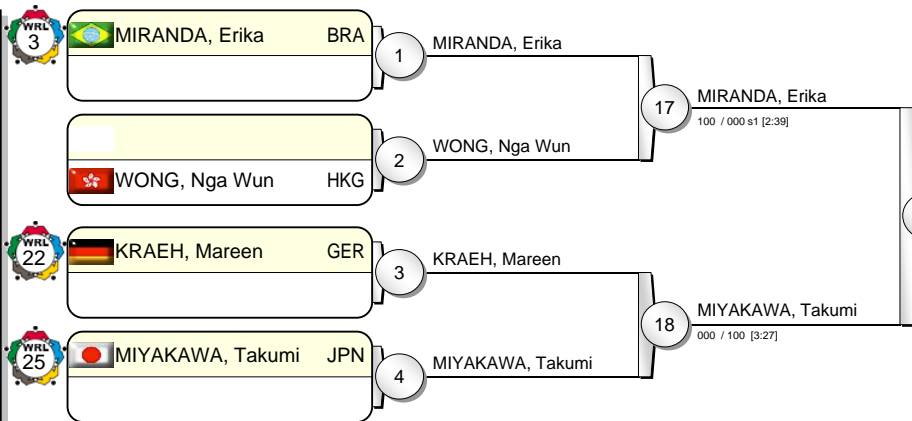 WRL
3
MIRANDA, Erika BRA
1
MIRANDA, Erika
17
MIRANDA, Erika
100 / 000 s1 [2:39]
2
WONG, Nga Wun
WONG, Nga Wun HKG
WRL
22
KRAEH, Mareen GER
3
KRAEH, Mareen
18
MIYAKAWA, Takumi
000 / 100 [3:27]
WRL
25
MIYAKAWA, Takumi JPN
4
MIYAKAWA, Takumi